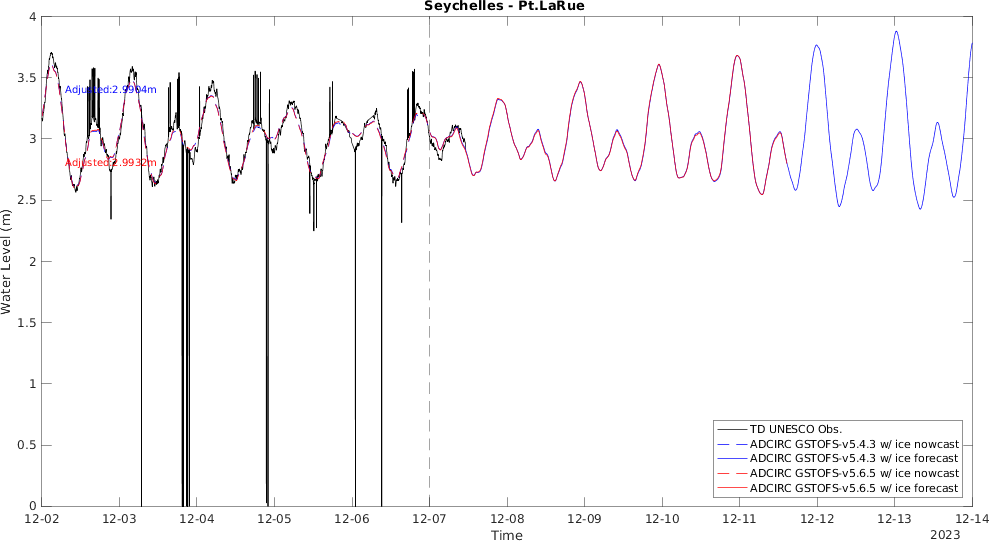 Seychelles - Pt.LaRue
Water Level (m)
4
3.5
3
2.5
2
1.5
1
0.5
0
Adjusted:2.9904m
Adjusted:2.9932m
TD UNESCO Obs.
ADCIRC GSTOFS-v5.4.3 w/ ice nowcast
ADCIRC GSTOFS-v5.4.3 w/ ice forecast
ADCIRC GSTOFS-v5.6.5 w/ ice nowcast
ADCIRC GSTOFS-v5.6.5 w/ ice forecast
12-02 12-03 12-04 12-05 12-06 12-07 12-08 12-09 12-10 12-11 12-12 12-13 12-14
Time
2023